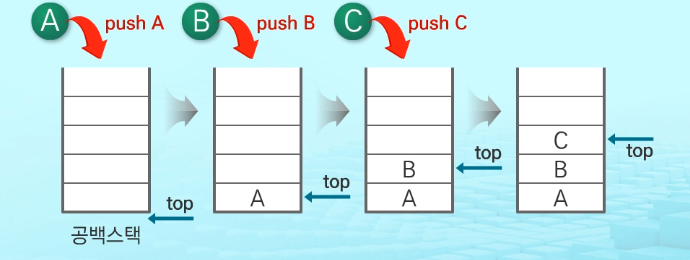 A push A B push B C push C
C
B B
A A A
top
top
top
top
공백스택